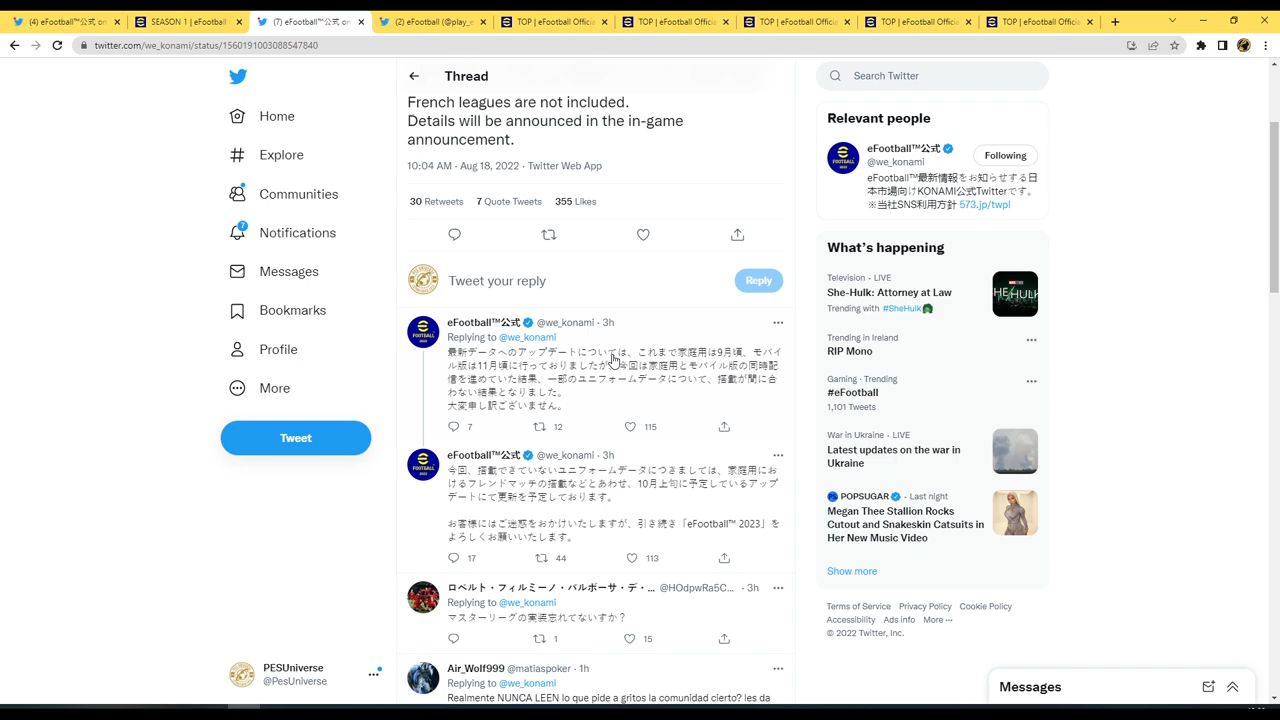 (4) eFootball™公式 on
SEASON 1 | eFootball
(7) eFootball™公式 on
(2) eFootball (@play_e
TOP | eFootball Officia
TOP | eFootball Officia
TOP | eFootball Offici
TOP | eFootball Officia
TOP | eFootball Officia
twitter.com/we_konami/status/1560191003088547840
Home
Explore
Communities
7
Notifications
Messages
Bookmarks
Profile
More
Tweet
PESUniverse
@PesUniverse
Thread
French leagues are not included.
Details will be announced in the in-game
announcement.
10:04 AM · Aug 18, 2022 · Twitter Web App
30 Retweets 7 Quote Tweets 355 Likes
Tweet your reply
Reply
eFootball™公式 @we_konami · 3h
Replying to @we_konami
最新データへのアップデートについては、これまで家庭用は9月頃、モバイ
ル版は11月頃に行っておりましたが、今回は家庭用とモバイル版の同時配
信を進めていた結果、一部のユニフォームデータについて、搭載が間に合
わない結果となりました。
大変申し訳ございません。
7 12 115
eFootball™公式 @we_konami · 3h
今回、搭載できていないユニフォームデータにつきましては、家庭用にお
けるフレンドマッチの搭載などとあわせ、10月上旬に予定しているアップ
デートにて更新を予定しております。
お客様にはご迷惑をおかけいたしますが、引き続き「eFootball™ 2023」を
よろしくお願いいたします。
17 44 113
ロベルト・フィルミーノ・バルボーサ・デ・... @HOdpwRa5C... · 3h
Replying to @we_konami
マスターリーグの実装忘れてないすか？
1 15
Air_Wolf999 @matiaspoker · 1h
Replying to @we_konami
Realmente NUNCA LEEN lo que pide a gritos la comunidad cierto? les da
Search Twitter
Relevant people
eFootball™公式
@we_konami
Following
eFootball™最新情報をお知らせする日
本市場向けKONAMI公式Twitterです。
※当社SNS利用方針 573.jp/twpl
What's happening
Television · LIVE
She-Hulk: Attorney at Law
Trending with #SheHulk
Trending in Ireland
RIP Mono
Gaming · Trending
#eFootball
1,101 Tweets
War in Ukraine · LIVE
Latest updates on the war in
Ukraine
POPSUGAR · Last night
Megan Thee Stallion Rocks
Cutout and Snakeskin Catsuits in
Her New Music Video
Show more
Terms of Service Privacy Policy Cookie Policy
Accessibility Ads info More ···
© 2022 Twitter, Inc.
Messages